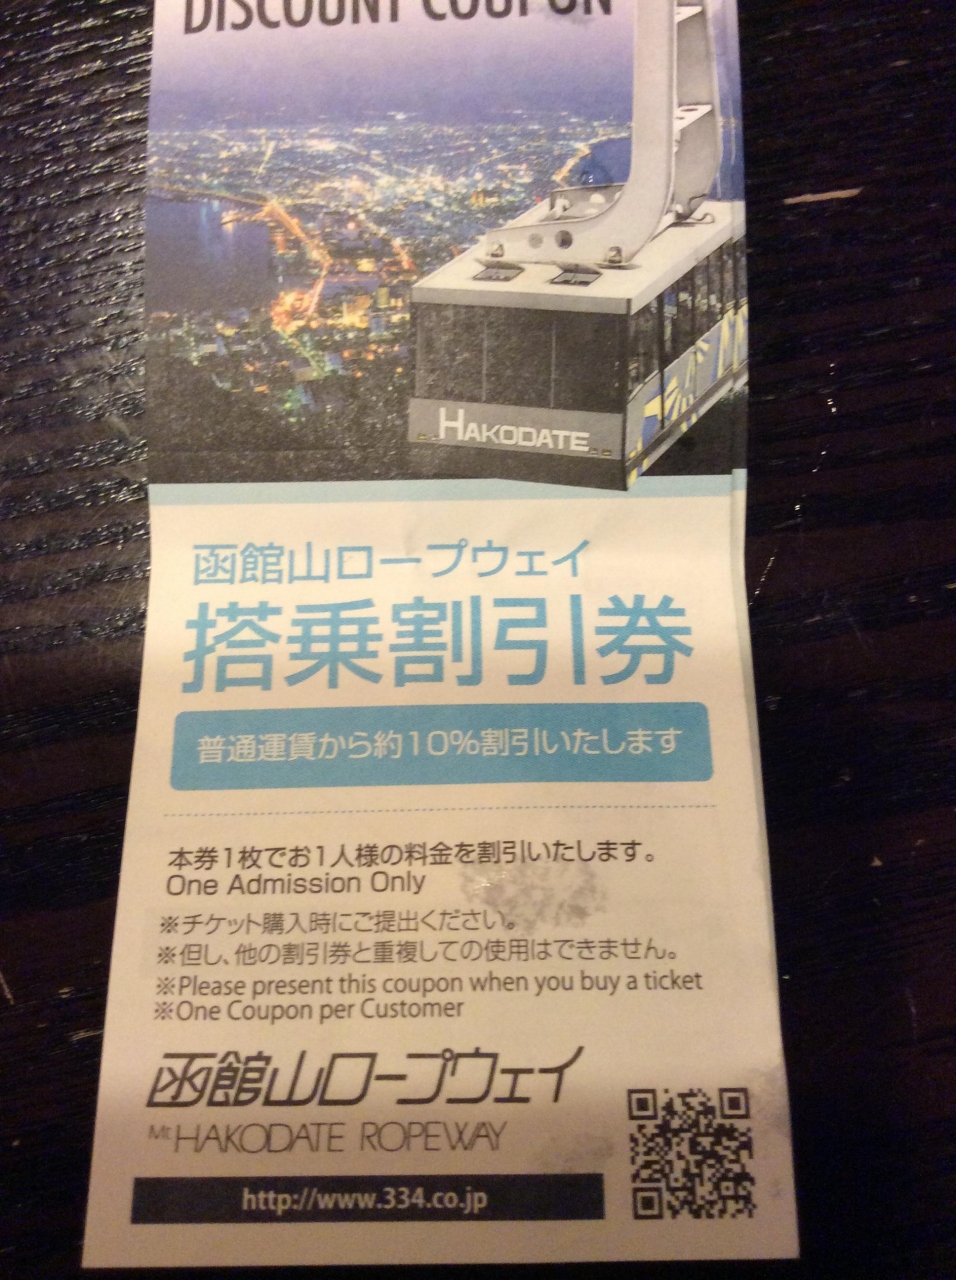 DISCOUNT COUPON
HAKODATE
函館山ロープウェイ
搭乗割引券
普通運賃から約10%割引いたします
本券1枚でお1人様の料金を割引いたします。
One Admission Only
※チケット購入時にご提出ください。
※但し、他の割引券と重複しての使用はできません。
※Please present this coupon when you buy a ticket
※One Coupon per Customer
函館山ロープウェイ
Mt. HAKODATE ROPEWAY
http://www.334.co.jp